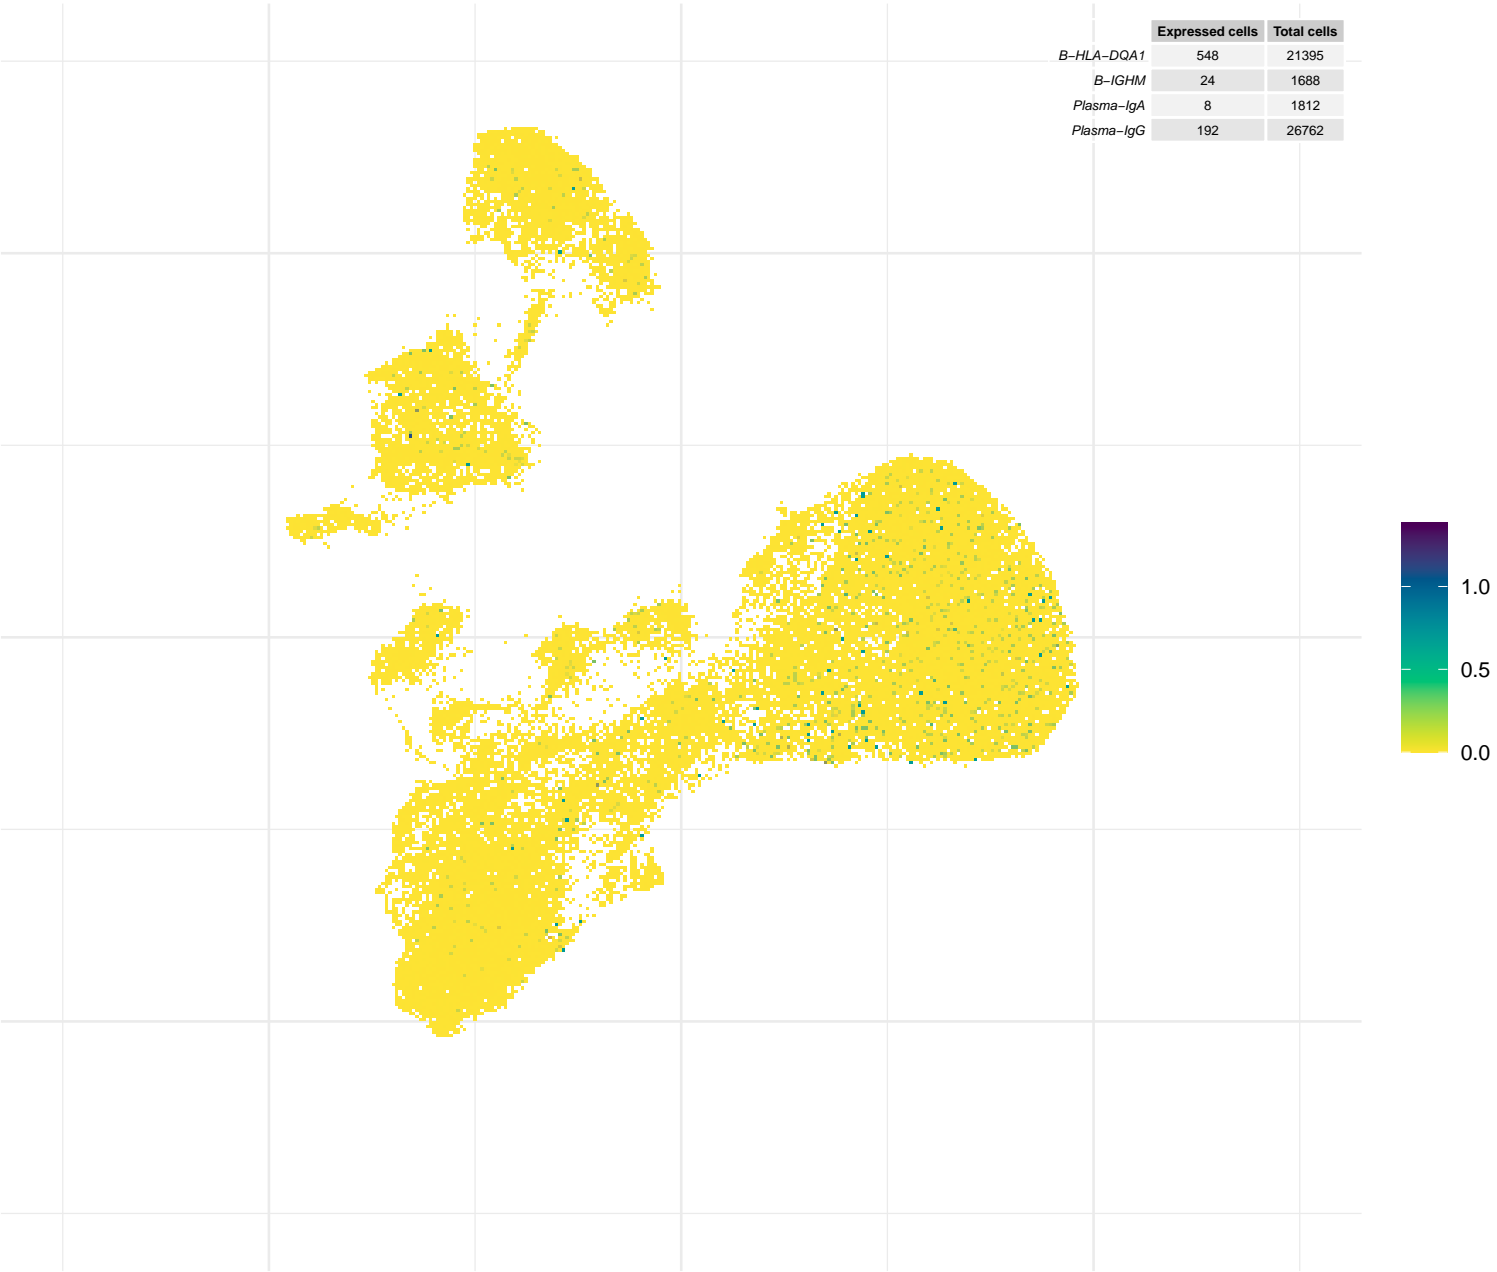 Expressed cells Total cells
B−HLA−DQA1 548 21395
B−IGHM 24 1688
Plasma−IgA 8 1812
Plasma−IgG 192 26762
1.0
0.5
0.0